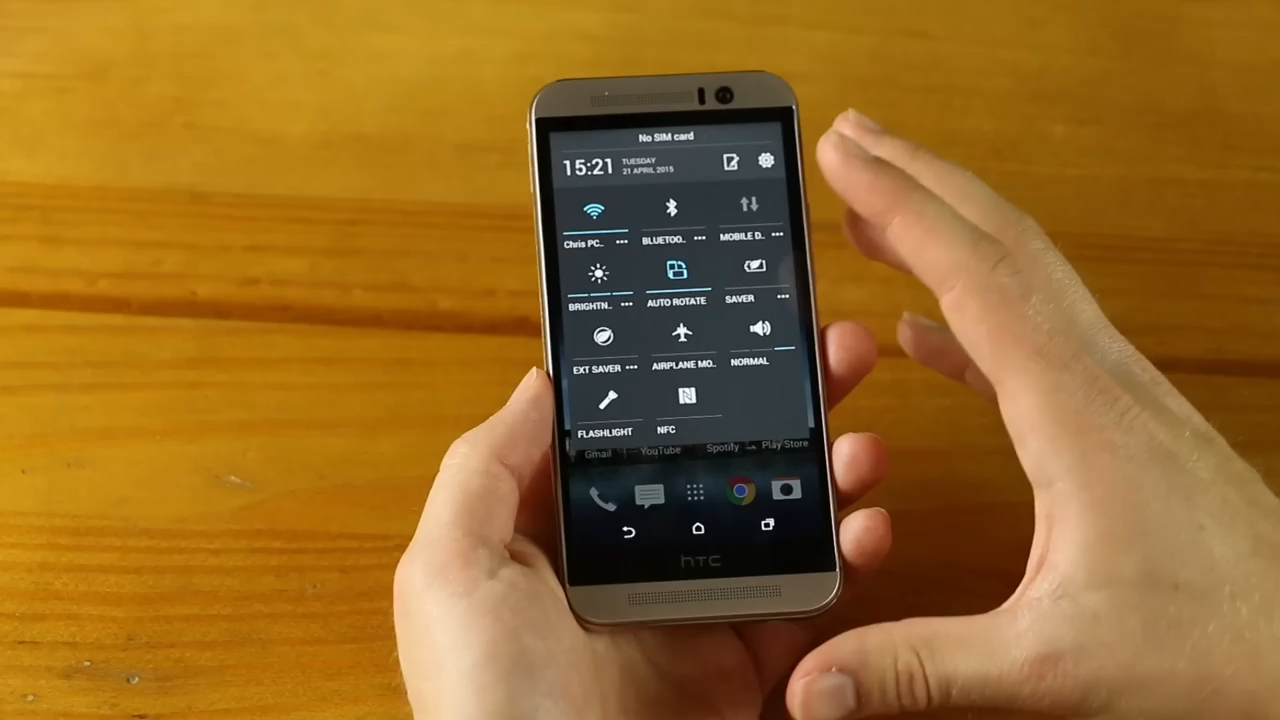 No SIM card
15:21
TUESDAY
21 APRIL 2015
Chris PC..
BLUETOO..
MOBILE D..
BRIGHTN..
AUTO ROTATE
SAVER
EXT SAVER
AIRPLANE MO..
NORMAL
FLASHLIGHT
NFC
Gmail
YouTube
Spotify
Play Store
hTC